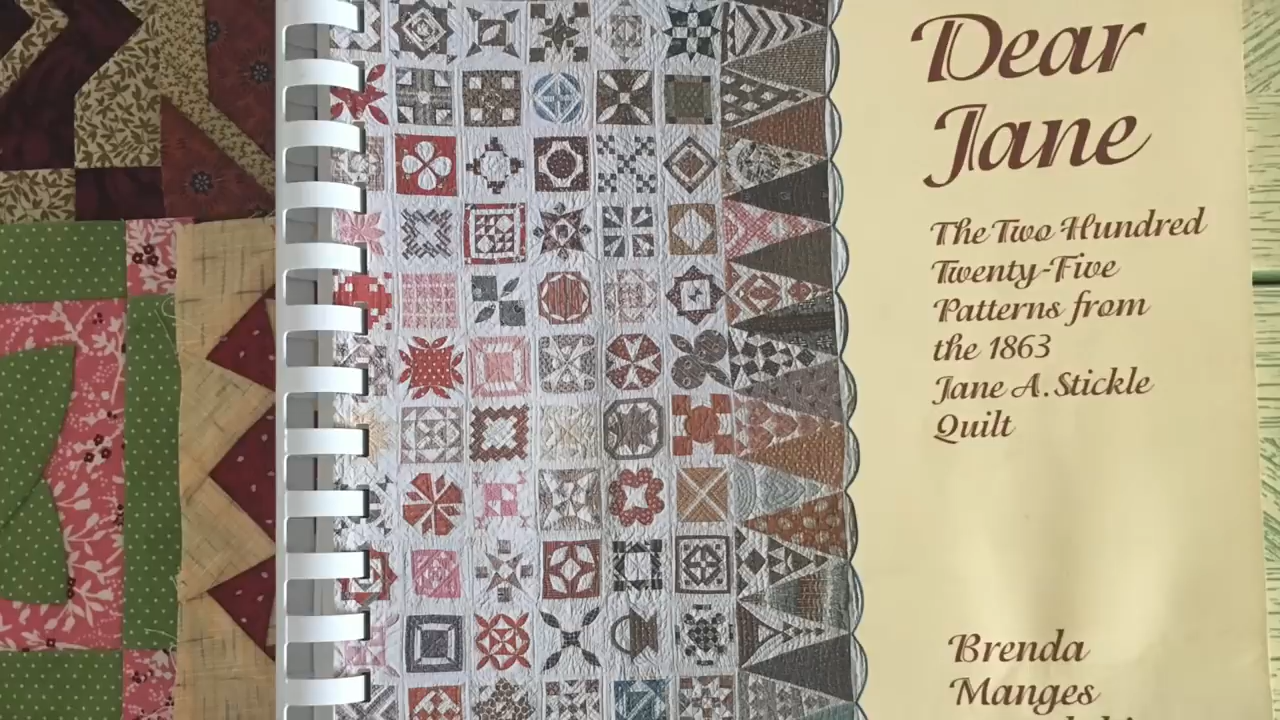 Dear
Jane
The Two Hundred
Twenty-Five
Patterns from
the 1863
Jane A. Stickle
Quilt
Brenda
Manges